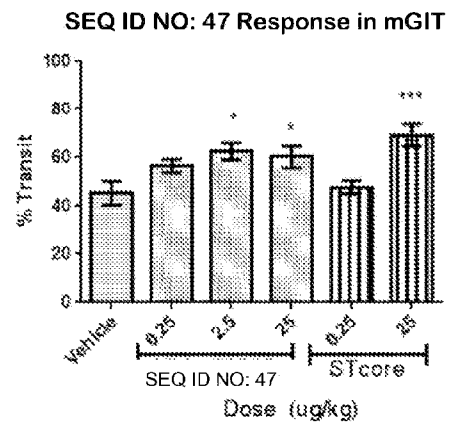 SEQ ID NO: 47 Response in mGIT
100
80
60
40
20
0
% Transit
*
*
***
Vehicle
0.25
2.5
25
0.25
25
SEQ ID NO: 47
STcore
Dose (ug/kg)